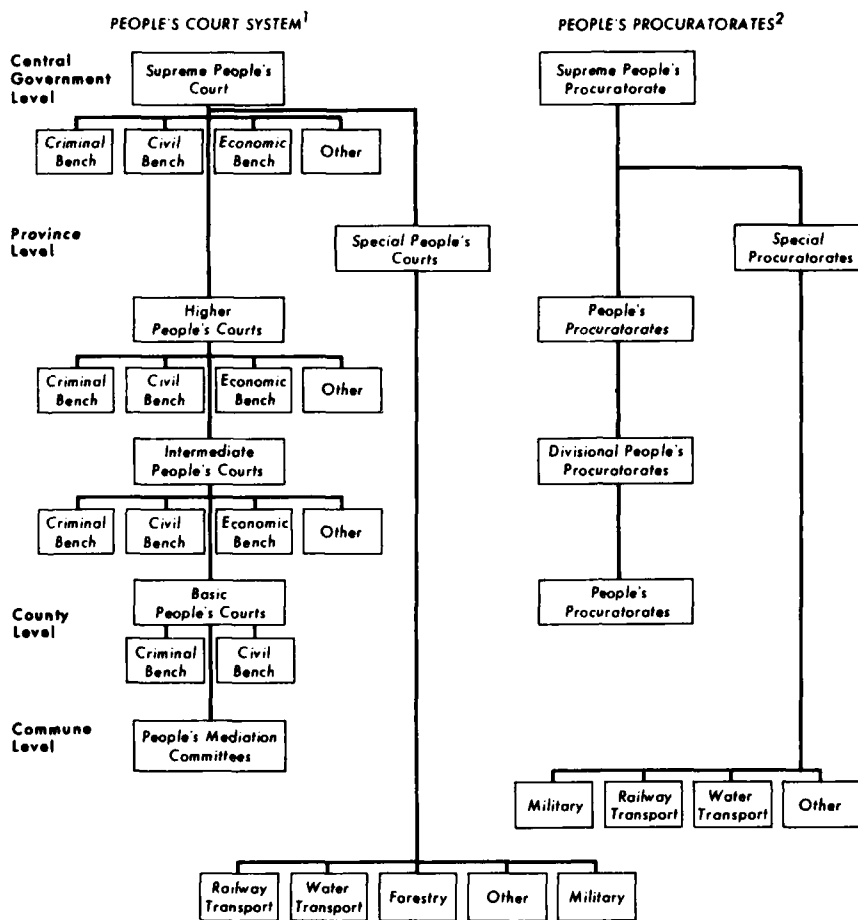 PEOPLE'S COURT SYSTEM1
PEOPLE'S PROCURATORATES2
Central
Government
Level
Supreme People's
Court
Supreme People's
Procuratorate
Criminal
Bench
Civil
Bench
Economic
Bench
Other
Province
Level
Special People's
Courts
Special
Procuratorates
Higher
People's Courts
People's
Procuratorates
Criminal
Bench
Civil
Bench
Economic
Bench
Other
Intermediate
People's Courts
Divisional People's
Procuratorates
Criminal
Bench
Civil
Bench
Economic
Bench
Other
County
Level
Basic
People's Courts
People's
Procuratorates
Criminal
Bench
Civil
Bench
Commune
Level
People's Mediation
Committees
Military
Railway
Transport
Water
Transport
Other
Railway
Transport
Water
Transport
Forestry
Other
Military